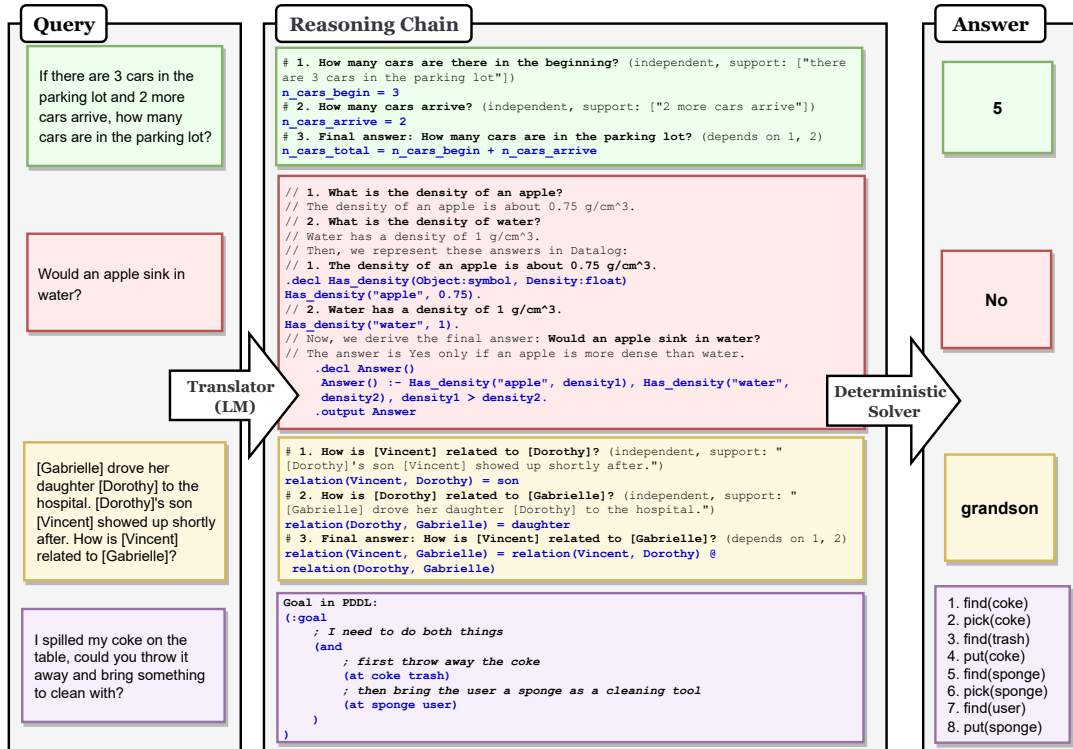 Query
Reasoning Chain
Answer
If there are 3 cars in the
parking lot and 2 more
cars arrive, how many
cars are in the parking lot?
# 1. How many cars are there in the beginning? (independent, support: ["there
are 3 cars in the parking lot"])
n_cars_begin = 3
# 2. How many cars arrive? (independent, support: ["2 more cars arrive"])
n_cars_arrive = 2
# 3. Final answer: How many cars are in the parking lot? (depends on 1, 2)
n_cars_total = n_cars_begin + n_cars_arrive
5
Would an apple sink in
water?
// 1. What is the density of an apple?
// The density of an apple is about 0.75 g/cm^3.
// 2. What is the density of water?
// Water has a density of 1 g/cm^3.
// Then, we represent these answers in Datalog:
// 1. The density of an apple is about 0.75 g/cm^3.
.decl Has_density(Object:symbol, Density:float)
Has_density("apple", 0.75).
// 2. Water has a density of 1 g/cm^3.
Has_density("water", 1).
// Now, we derive the final answer: Would an apple sink in water?
// The answer is Yes only if an apple is more dense than water.
.decl Answer()
Answer() :- Has_density("apple", density1), Has_density("water",
density2), density1 > density2.
.output Answer
No
Translator
(LM)
Deterministic
Solver
[Gabrielle] drove her
daughter [Dorothy] to the
hospital. [Dorothy]'s son
[Vincent] showed up shortly
after. How is [Vincent]
related to [Gabrielle]?
# 1. How is [Vincent] related to [Dorothy]? (independent, support: "
[Dorothy]'s son [Vincent] showed up shortly after.")
relation(Vincent, Dorothy) = son
# 2. How is [Dorothy] related to [Gabrielle]? (independent, support: "
[Gabrielle] drove her daughter [Dorothy] to the hospital.")
relation(Dorothy, Gabrielle) = daughter
# 3. Final answer: How is [Vincent] related to [Gabrielle]? (depends on 1, 2)
relation(Vincent, Gabrielle) = relation(Vincent, Dorothy) @
relation(Dorothy, Gabrielle)
grandson
I spilled my coke on the
table, could you throw it
away and bring something
to clean with?
Goal in PDDL:
(:goal
; I need to do both things
(and
; first throw away the coke
(at coke trash)
; then bring the user a sponge as a cleaning tool
(at sponge user)
)
)
1. find(coke)
2. pick(coke)
3. find(trash)
4. put(coke)
5. find(sponge)
6. pick(sponge)
7. find(user)
8. put(sponge)